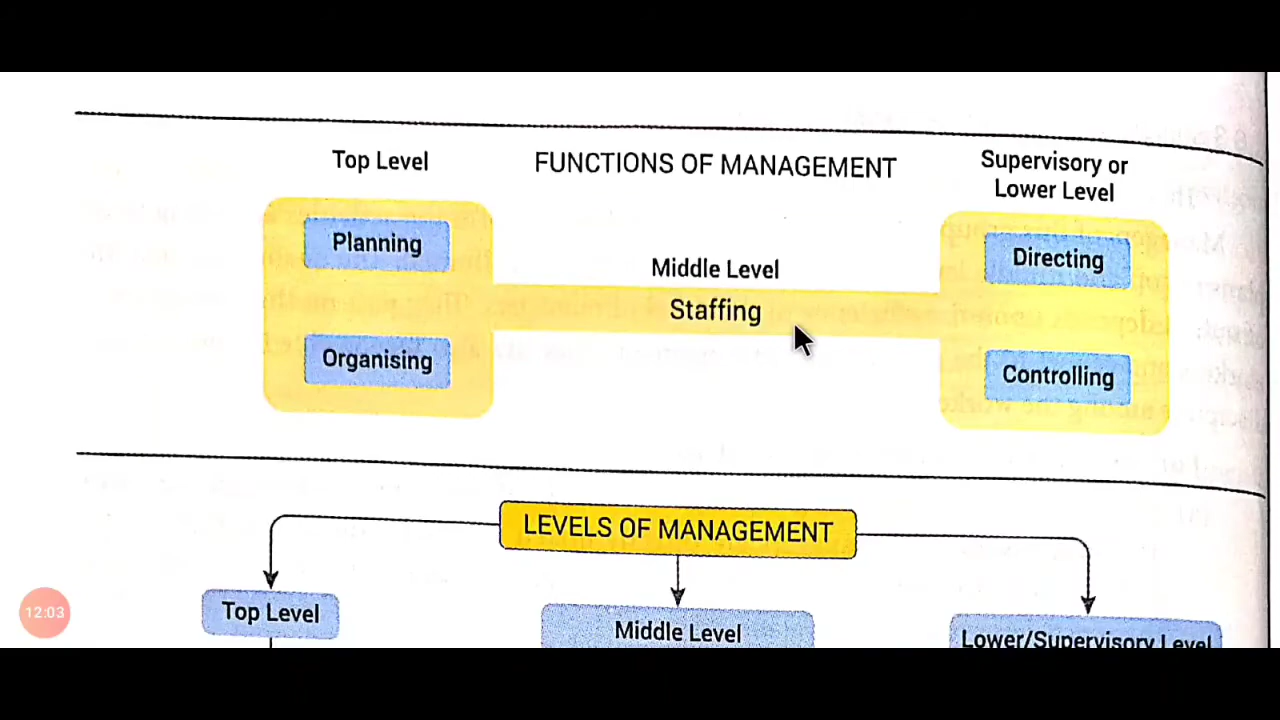 Top Level
FUNCTIONS OF MANAGEMENT
Supervisory or
Lower Level
Planning
Directing
Middle Level
Staffing
Organising
Controlling
LEVELS OF MANAGEMENT
Top Level
Middle Level
Lower/Supervisory Level
12:03